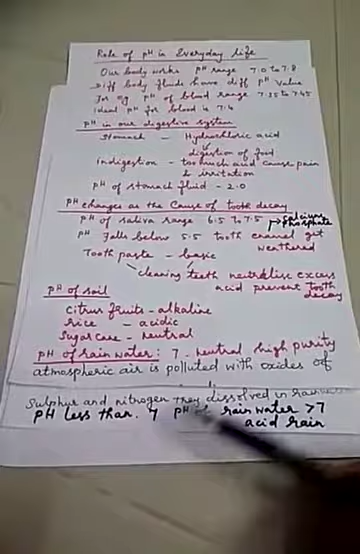 Role of pH in Everyday life
Our body works pH range 7.0 to 7.8
→ Diff body fluids have diff pH value
For eg pH of blood range 7.35 to 7.45
ideal pH for blood is 7.4
pH in our digestive system
Stomach - Hydrochloric acid
digestion of food
Indigestion - too much acid cause pain
& irritation
pH of stomach fluid - 2.0
pH changes as the Cause of tooth decay
pH of saliva range 6.5 to 7.5 → calcium phosphate
pH Falls below 5.5 tooth enamel get
weathered
Tooth paste - basic
cleaning teeth neutralise excess
acid prevent tooth
decay
pH of soil
Citrus fruits - alkaline
rice - acidic
Sugar cane - neutral
pH of rain water: 7 - neutral high purity
atmospheric air is polluted with oxides of
Sulphur and nitrogen they dissolved in
pH less than. 7 pH of rain water >7
acid rain